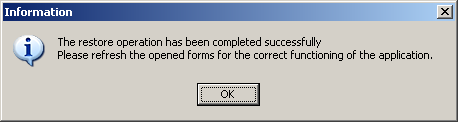 Information
The restore operation has been completed successfully
Please refresh the opened forms for the correct functioning of the application.
OK